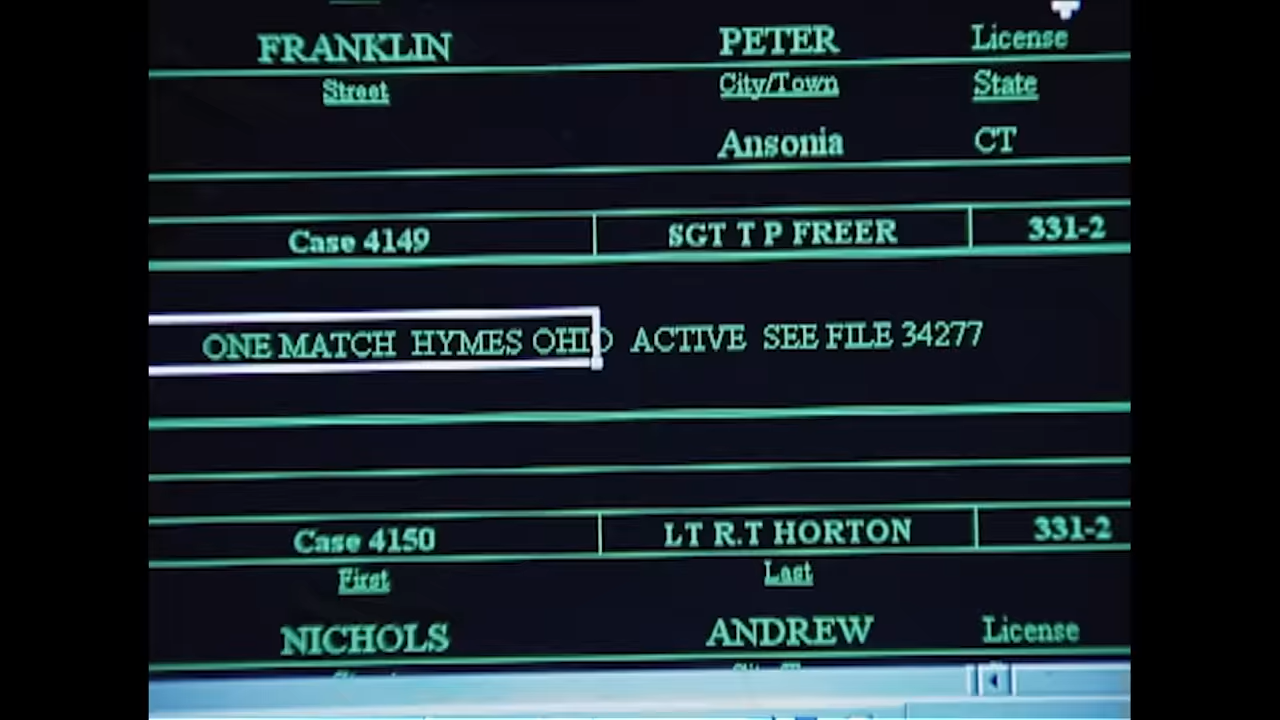 FRANKLIN PETER License
Street City/Town State
Ansonia CT
Case 4149 SGT T P FREER 331-2
ONE MATCH HYMES OHIO ACTIVE SEE FILE 34277
Case 4150 LT R.T HORTON 331-2
First Last
NICHOLS ANDREW License